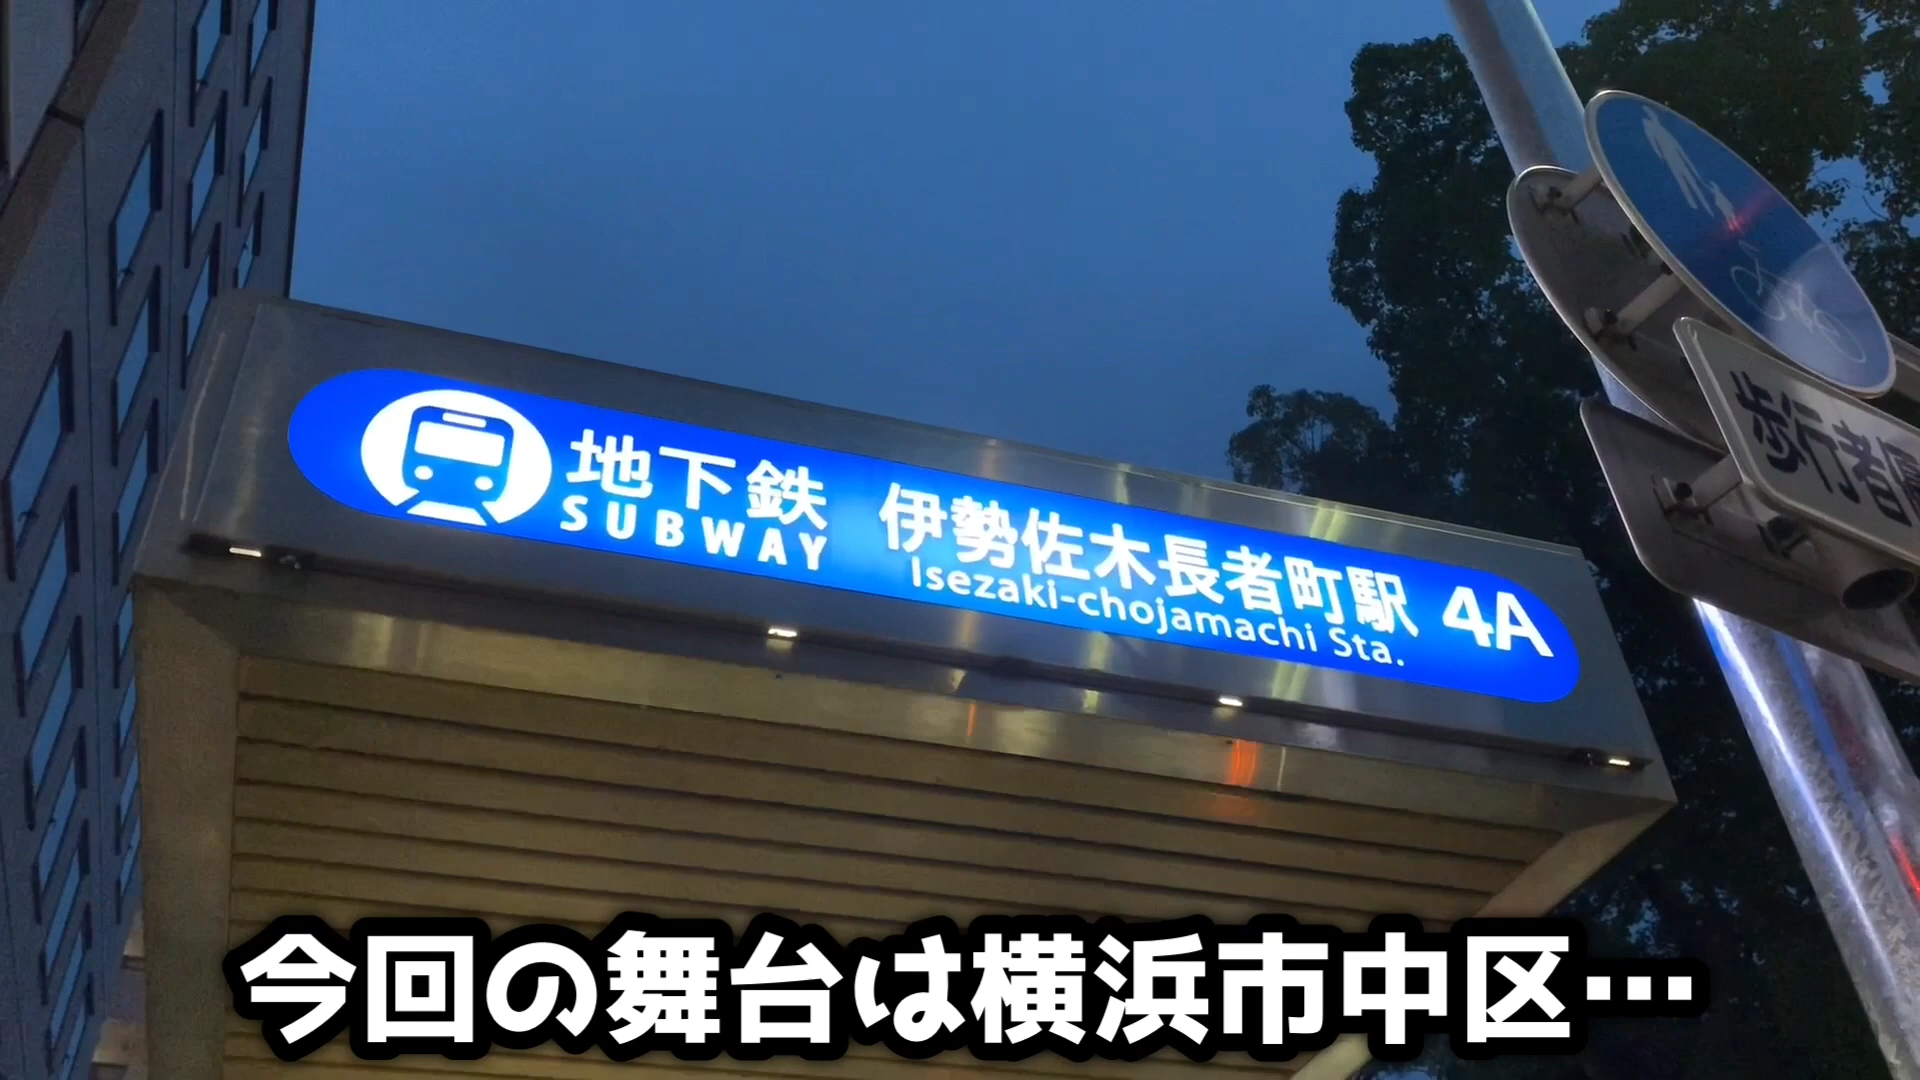 地下鉄 伊勢佐木長者町駅 4A
SUBWAY Isezaki-chojamachi Sta.
歩行者
今回の舞台は横浜市中区…